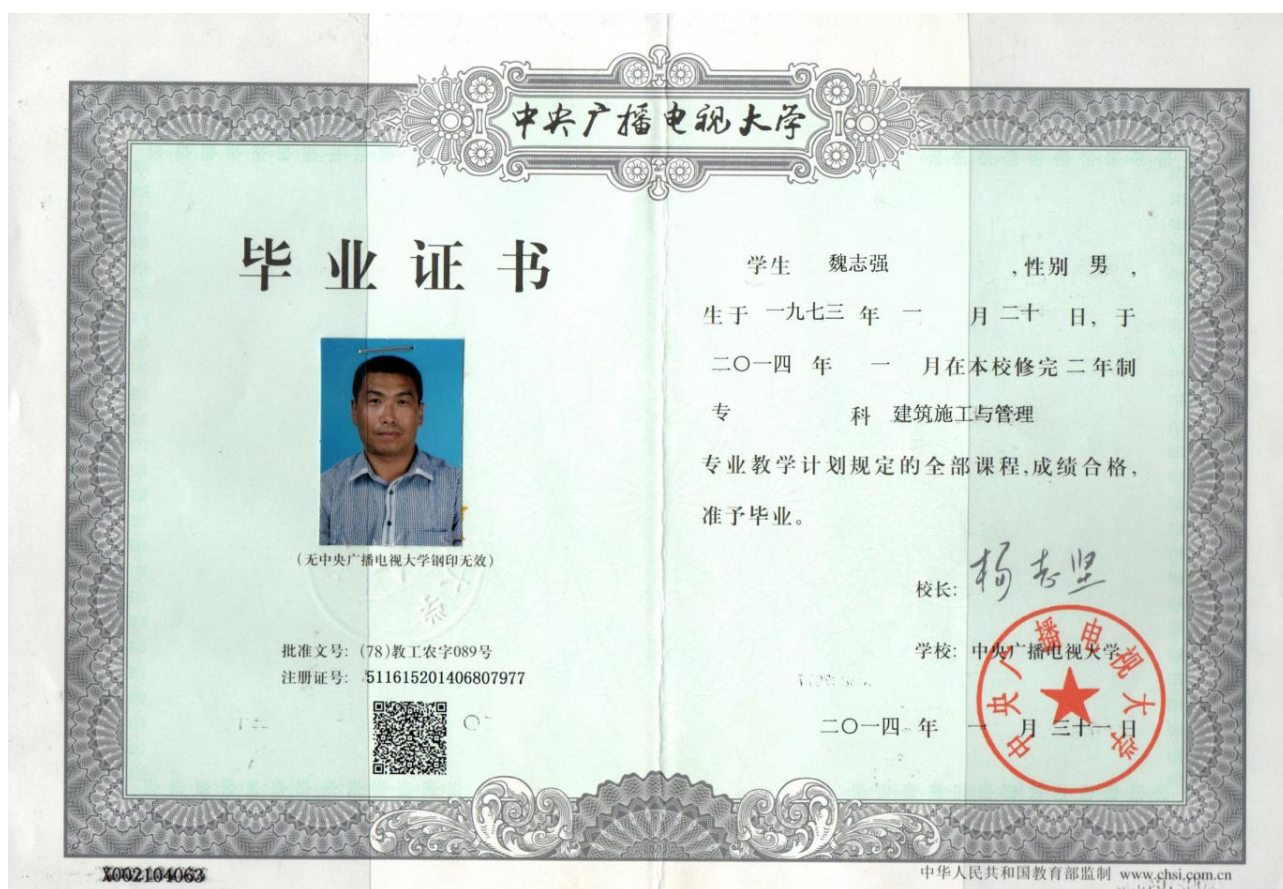 中央广播电视大学
毕业证书
(无中央广播电视大学钢印无效)
批准文号: (78)教工农字089号
注册证号: 511615201406807977
X002104063
学生 魏志强 ,性别 男 ,
生于 一九七三 年 一 月 二十 日, 于
二〇一四 年 一 月在本校修完 二 年制
专 科 建筑施工与管理
专业教学计划规定的全部课程,成绩合格,
准予毕业。
校长: 杨志坚
学校: 中央广播电视大学
二〇一四 年 一 月 三十一 日
中央广播电视大学
中华人民共和国教育部监制 www.chsi.com.cn